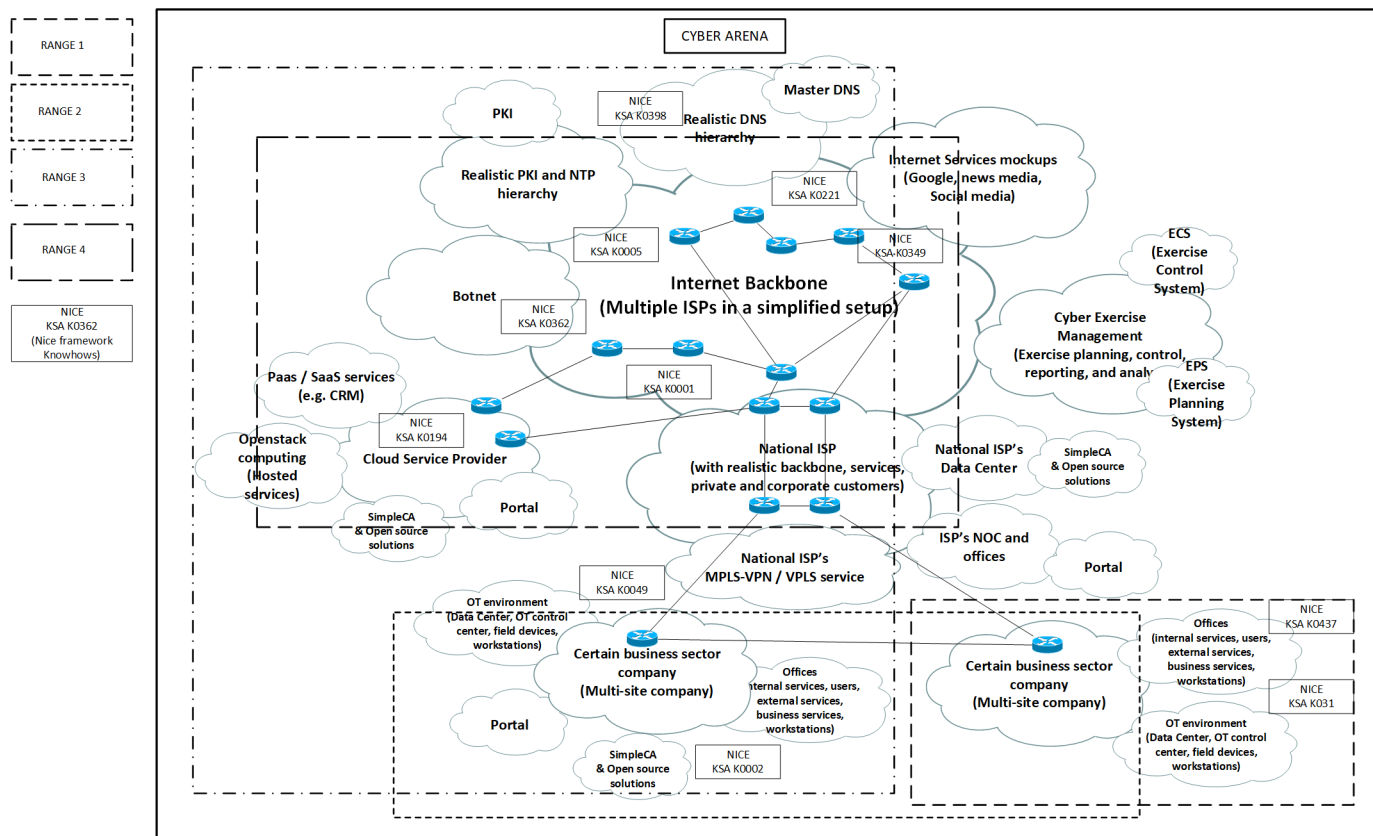 CYBER ARENA
RANGE 1
RANGE 2
RANGE 3
RANGE 4
NICE
KSA K0362
(Nice framework
Knowhows)
Master DNS
NICE
KSA K0398
Realistic DNS
hierarchy
PKI
Realistic PKI and NTP
hierarchy
Internet Services mockups
(Google, news media,
Social media)
NICE
KSA K0221
NICE
KSA K0005
NICE
KSA K0349
ECS
(Exercise
Control
System)
Internet Backbone
(Multiple ISPs in a simplified setup)
Botnet
NICE
KSA K0362
Cyber Exercise
Management
(Exercise planning, control,
reporting, and analy
EPS
(Exercise
Planning
System)
Paas / SaaS services
(e.g. CRM)
NICE
KSA K0001
NICE
KSA K0194
Cloud Service Provider
Openstack
computing
(Hosted
services)
National ISP
(with realistic backbone, services,
private and corporate customers)
National ISP's
Data Center
SimpleCA
& Open source
solutions
Portal
SimpleCA
& Open source
solutions
ISP's NOC and
offices
Portal
National ISP's
MPLS-VPN / VPLS service
NICE
KSA K0049
OT environment
(Data Center, OT control
center, field devices,
workstations)
Certain business sector
company
(Multi-site company)
Offices
nternal services, users,
external services,
business services,
workstations)
Portal
SimpleCA
& Open source
solutions
NICE
KSA K0002
Certain business sector
company
(Multi-site company)
Offices
(internal services, users,
external services,
business services,
workstations)
NICE
KSA K0437
NICE
KSA K031
OT environment
(Data Center, OT control
center, field devices,
workstations)